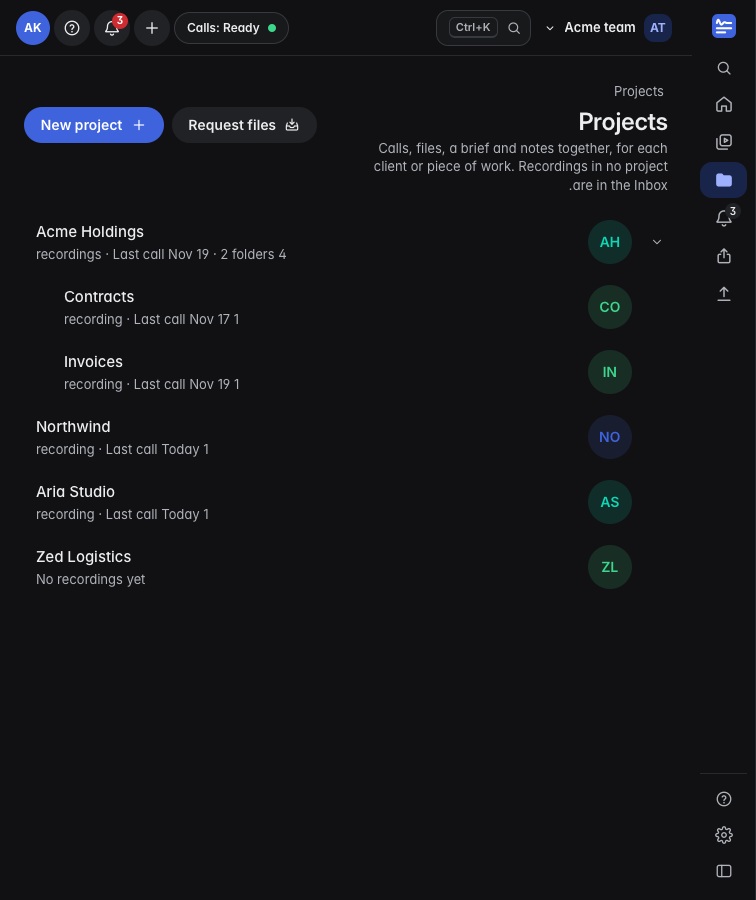 AK
3
Calls: Ready
Ctrl+K
Acme team
AT
Projects
New project
Request files
Projects
Calls, files, a brief and notes together, for each
client or piece of work. Recordings in no project
.are in the Inbox
3
Acme Holdings
recordings · Last call Nov 19 · 2 folders 4
AH
Contracts
recording · Last call Nov 17 1
CO
Invoices
recording · Last call Nov 19 1
IN
Northwind
recording · Last call Today 1
NO
Aria Studio
recording · Last call Today 1
AS
Zed Logistics
No recordings yet
ZL